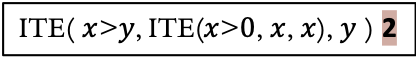 ITE( x>y, ITE(x>0, x, x), y ) 2